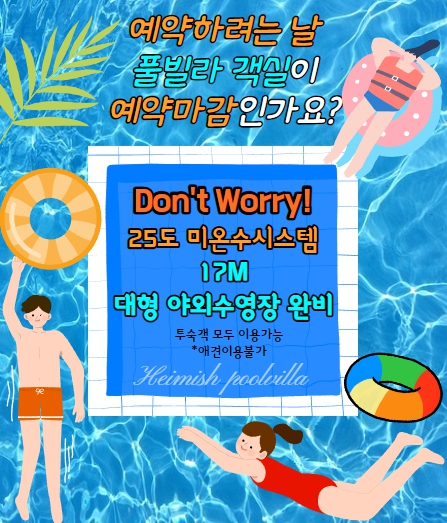 예약하려는 날
풀빌라 객실이
예약마감인가요?
Don't Worry!
25도 미온수시스템
17M
대형 야외수영장 완비
투숙객 모두 이용가능
*애견이용불가
Heimish poolvilla